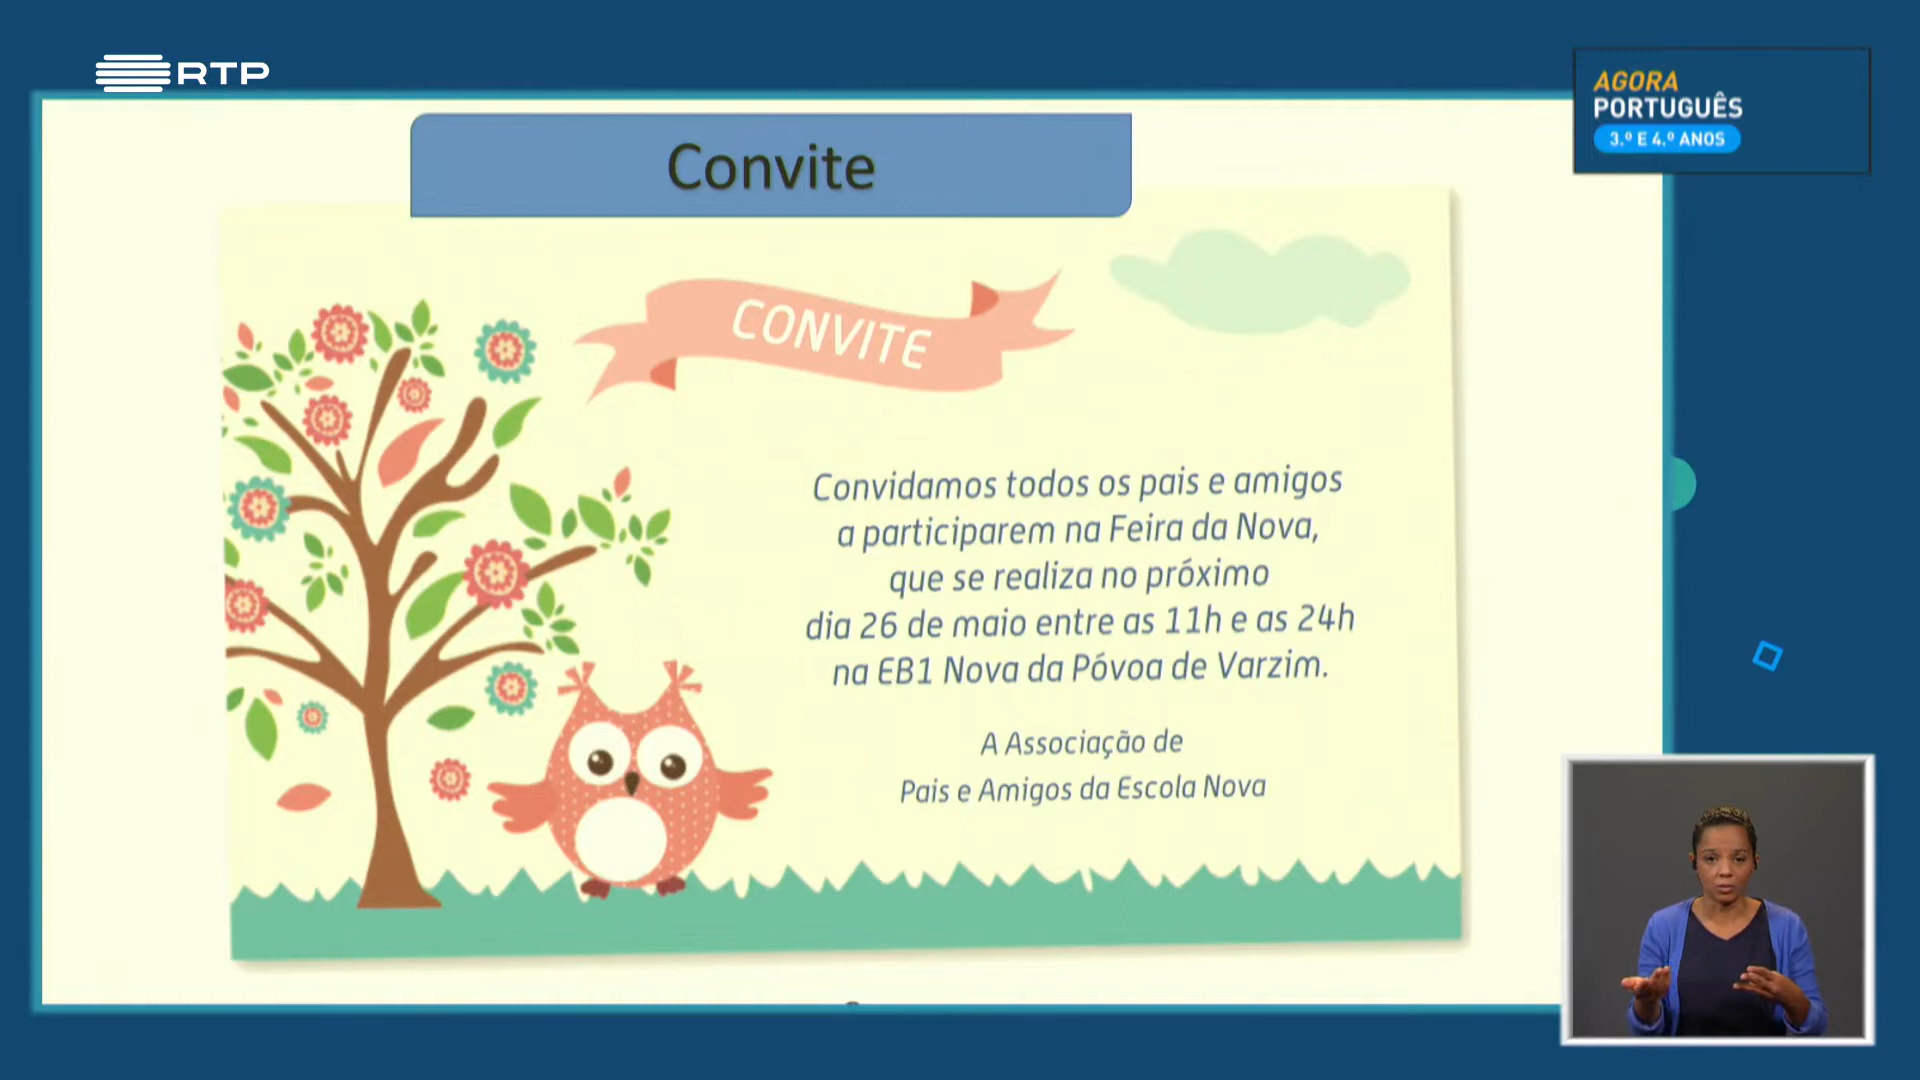 RTP
AGORA
PORTUGUÊS
3.º E 4.º ANOS
Convite
CONVITE
Convidamos todos os pais e amigos
a participarem na Feira da Nova,
que se realiza no próximo
dia 26 de maio entre as 11h e as 24h
na EB1 Nova da Póvoa de Varzim.
A Associação de
Pais e Amigos da Escola Nova